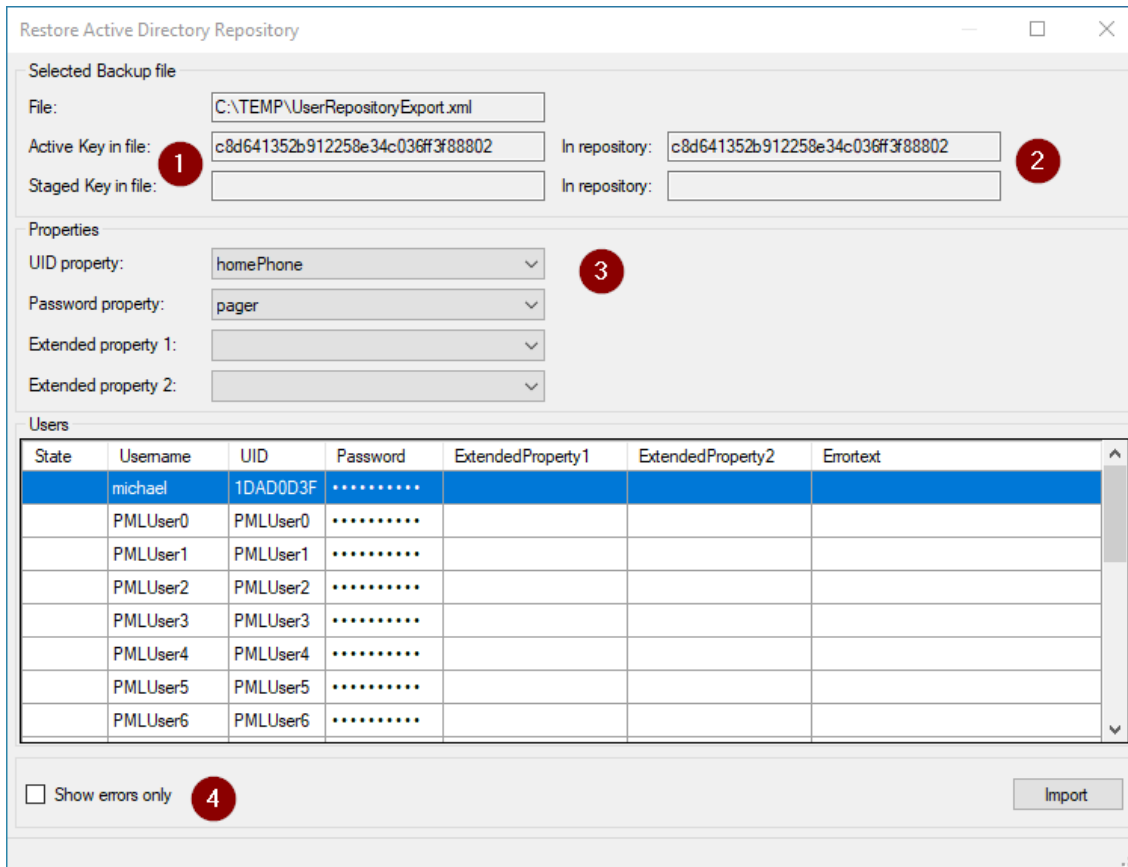 Restore Active Directory Repository
Selected Backup file
File: C:\TEMP\UserRepositoryExport.xml
Active Key in file: c8d641352b912258e34c036ff3f88802 In repository: c8d641352b912258e34c036ff3f88802
1 2
Staged Key in file: In repository:
Properties
UID property: homePhone 3
Password property: pager
Extended property 1:
Extended property 2:
Users
State Username UID Password ExtendedProperty1 ExtendedProperty2 Errortext
michael 1DAD0D3F ••••••••••
PMLUser0 PMLUser0 ••••••••••
PMLUser1 PMLUser1 ••••••••••
PMLUser2 PMLUser2 ••••••••••
PMLUser3 PMLUser3 ••••••••••
PMLUser4 PMLUser4 ••••••••••
PMLUser5 PMLUser5 ••••••••••
PMLUser6 PMLUser6 ••••••••••
Show errors only 4 Import